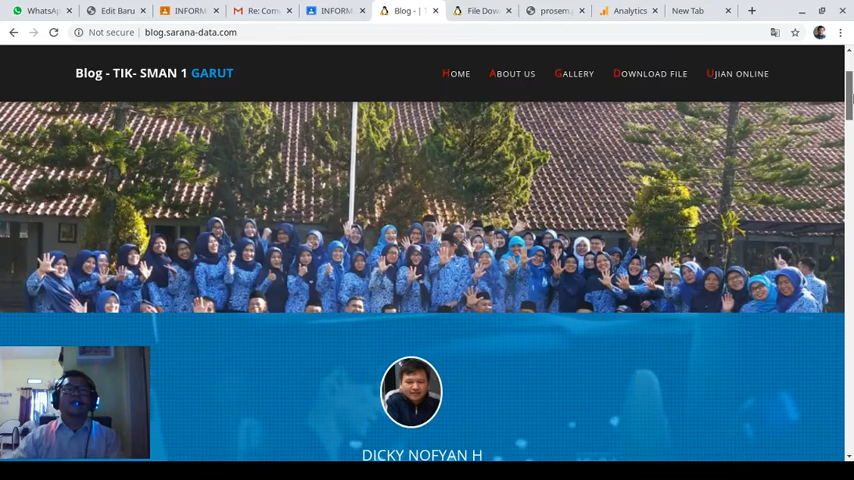 WhatsAp
Edit Baru
INFORM
Re: Com
INFORM
Blog - | T
File Dow
prosem.p
Analytics
New Tab
Not secure | blog.sarana-data.com
Blog - TIK- SMAN 1 GARUT
HOME
ABOUT US
GALLERY
DOWNLOAD FILE
UJIAN ONLINE
DICKY NOFYAN H